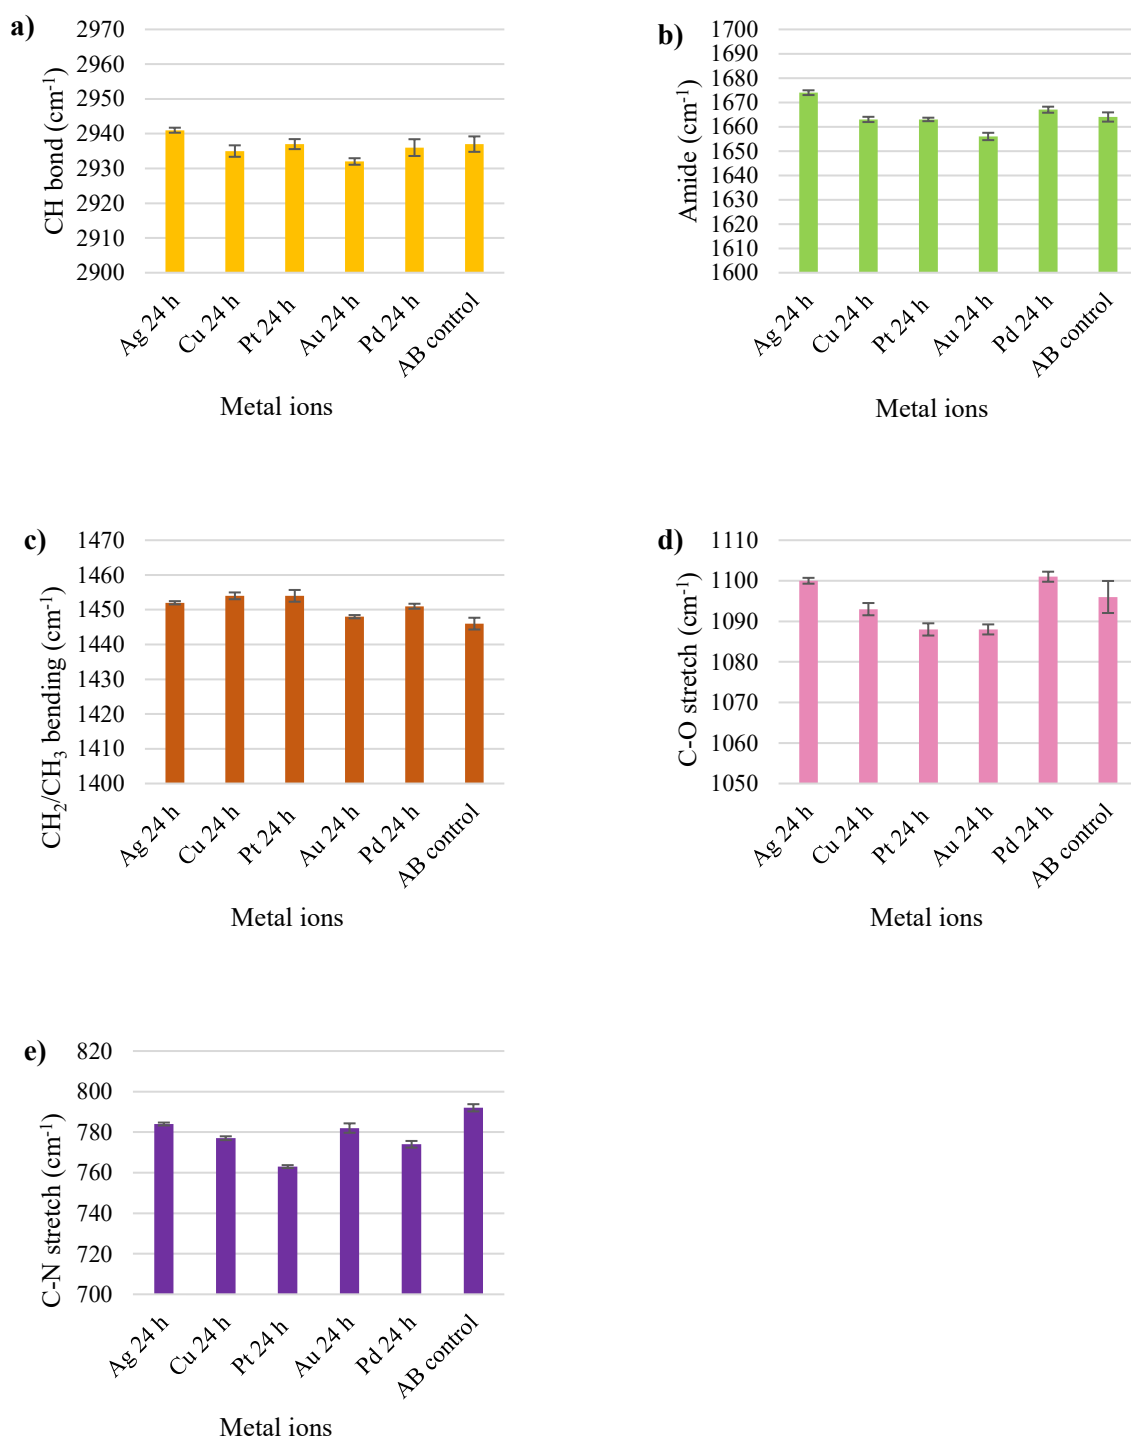 a)
CH bond (cm-1)
2970
2960
2950
2940
2930
2920
2910
2900
Ag 24 h
Cu 24 h
Pt 24 h
Au 24 h
Pd 24 h
AB control
Metal ions
b)
Amide (cm-1)
1700
1690
1680
1670
1660
1650
1640
1630
1620
1610
1600
Ag 24 h
Cu 24 h
Pt 24 h
Au 24 h
Pd 24 h
AB control
Metal ions
c)
CH2/CH3 bending (cm-1)
1470
1460
1450
1440
1430
1420
1410
1400
Ag 24 h
Cu 24 h
Pt 24 h
Au 24 h
Pd 24 h
AB control
Metal ions
d)
C-O stretch (cm-1)
1110
1100
1090
1080
1070
1060
1050
Ag 24 h
Cu 24 h
Pt 24 h
Au 24 h
Pd 24 h
AB control
Metal ions
e)
C-N stretch (cm-1)
820
800
780
760
740
720
700
Ag 24 h
Cu 24 h
Pt 24 h
Au 24 h
Pd 24 h
AB control
Metal ions